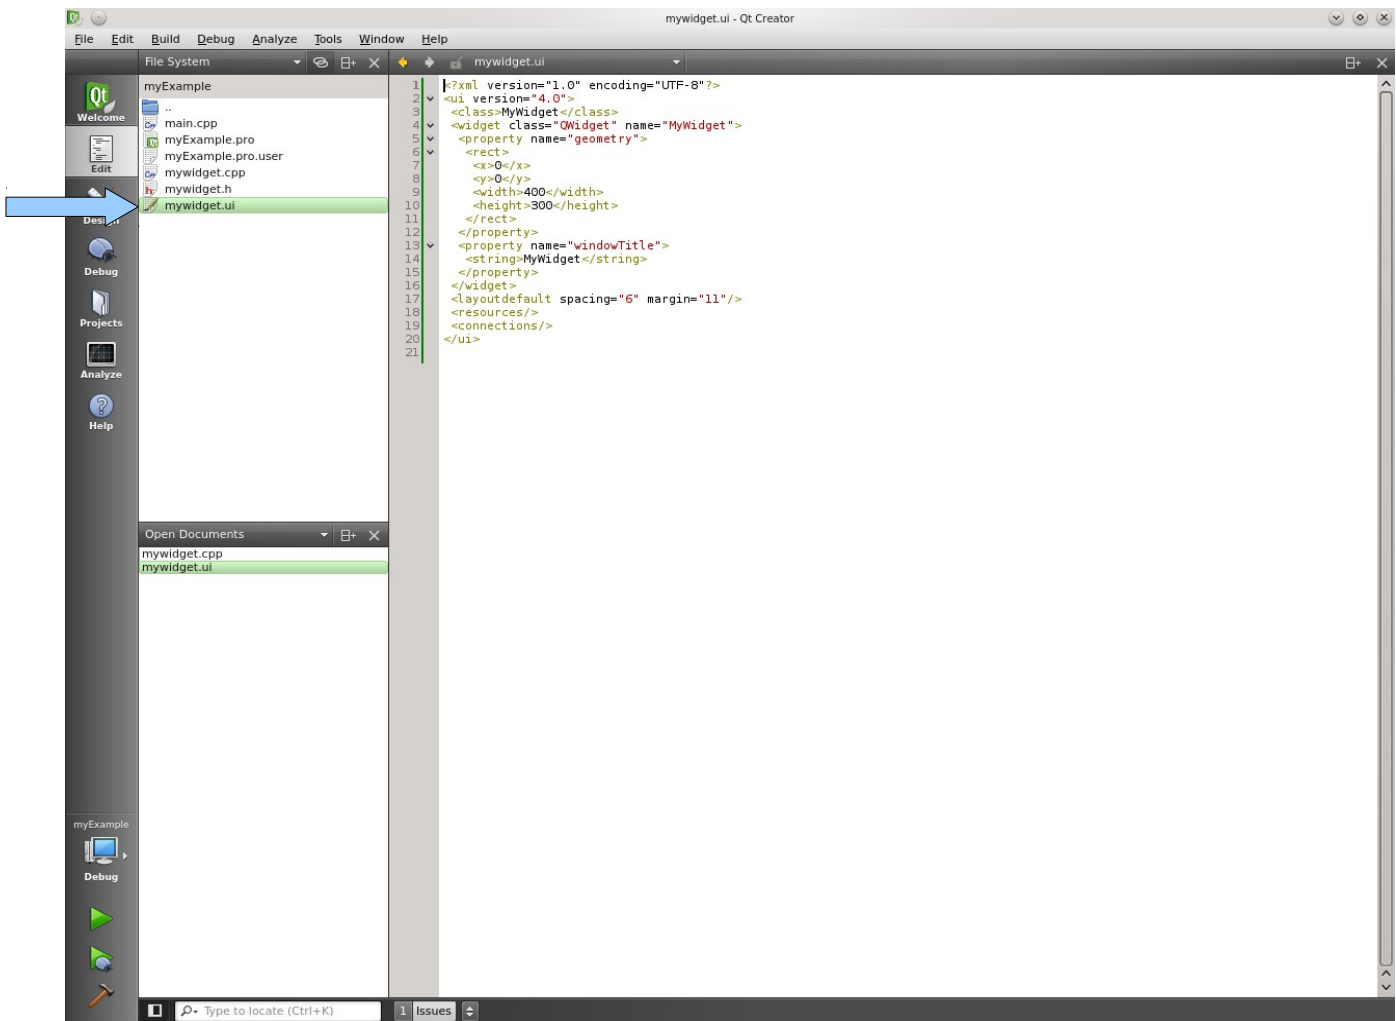 mywidget.ui - Qt Creator
File Edit Build Debug Analyze Tools Window Help
File System
mywidget.ui
myExample
..
main.cpp
myExample.pro
myExample.pro.user
mywidget.cpp
mywidget.h
mywidget.ui
Welcome
Edit
Design
Debug
Projects
Analyze
Help
Open Documents
mywidget.cpp
mywidget.ui
1 <?xml version="1.0" encoding="UTF-8"?>
2 <ui version="4.0">
3 <class>MyWidget</class>
4 <widget class="QWidget" name="MyWidget">
5 <property name="geometry">
6 <rect>
7 <x>0</x>
8 <y>0</y>
9 <width>400</width>
10 <height>300</height>
11 </rect>
12 </property>
13 <property name="windowTitle">
14 <string>MyWidget</string>
15 </property>
16 </widget>
17 <layoutdefault spacing="6" margin="11"/>
18 <resources/>
19 <connections/>
20 </ui>
21
myExample
Debug
Type to locate (Ctrl+K)
1 Issues